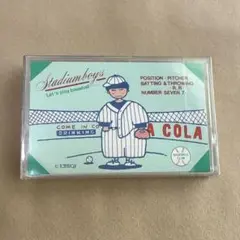 Stadiumboys
Let's play baseball
POSITION: PITCHER
BATTING & THROWING
R.R
NUMBER SEVEN 7
COME IN CO
DRINKING
A COLA